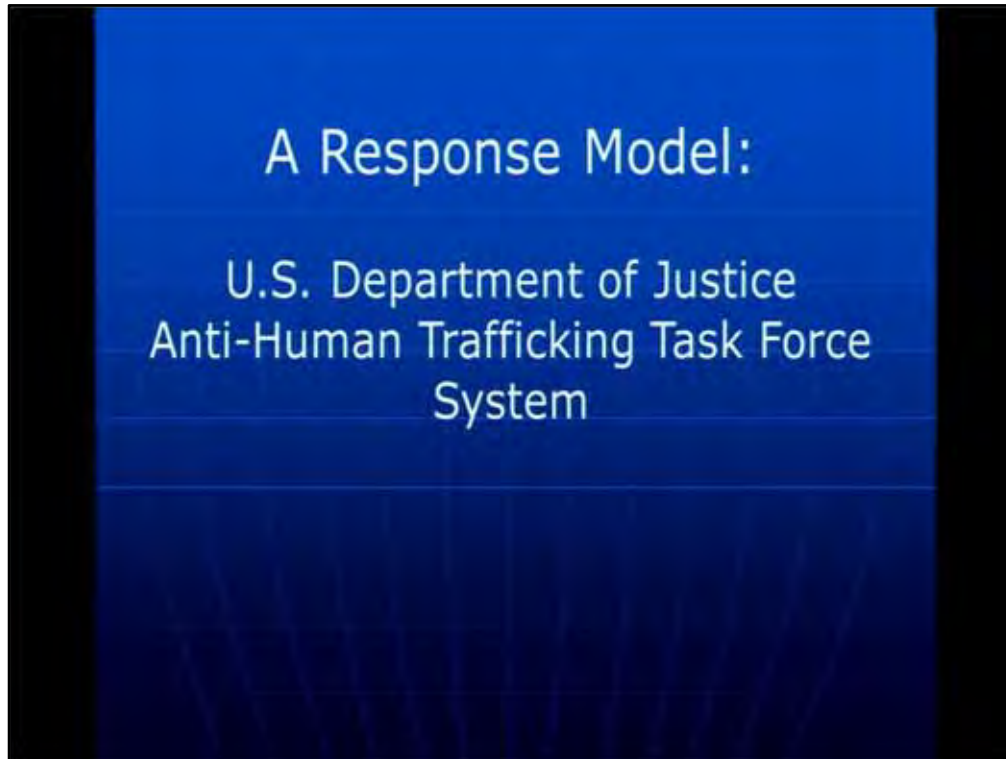 A Response Model:
U.S. Department of Justice
Anti-Human Trafficking Task Force
System